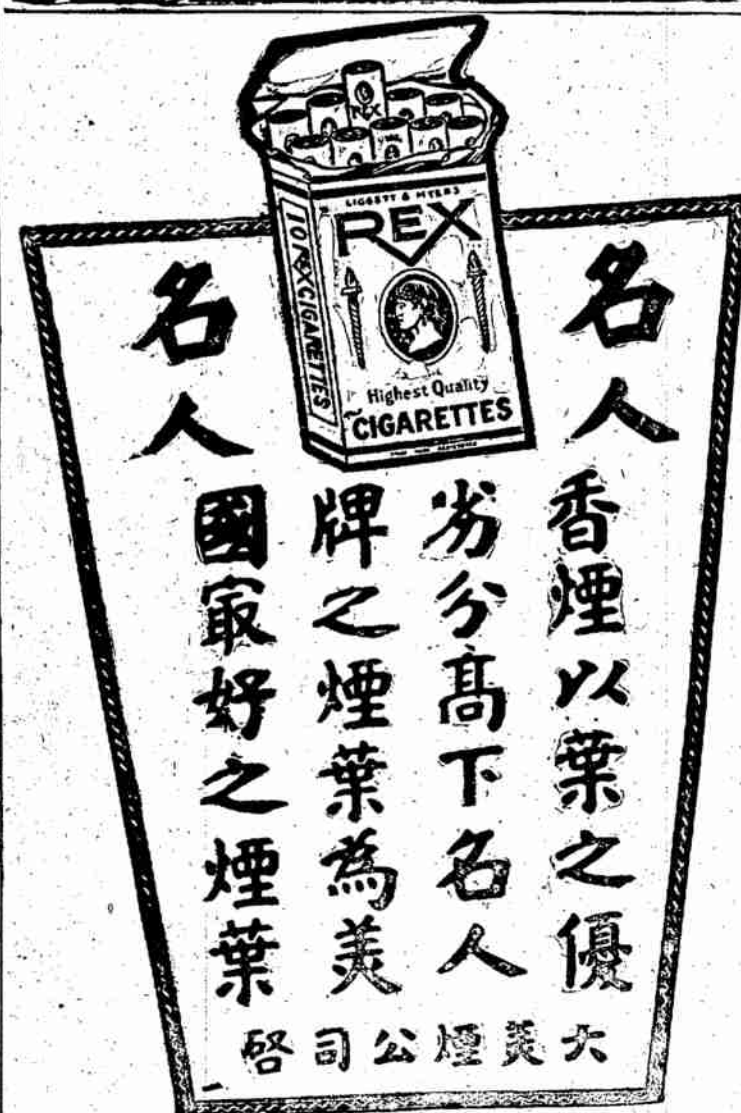 LIGGETT & MYERS
REX
10 REX CIGARETTES
REX
Highest Quality
CIGARETTES
名人
名人
香煙以葉之優
劣分高下名人
牌之煙葉為美
國㝡好之煙葉
大美煙公司啓